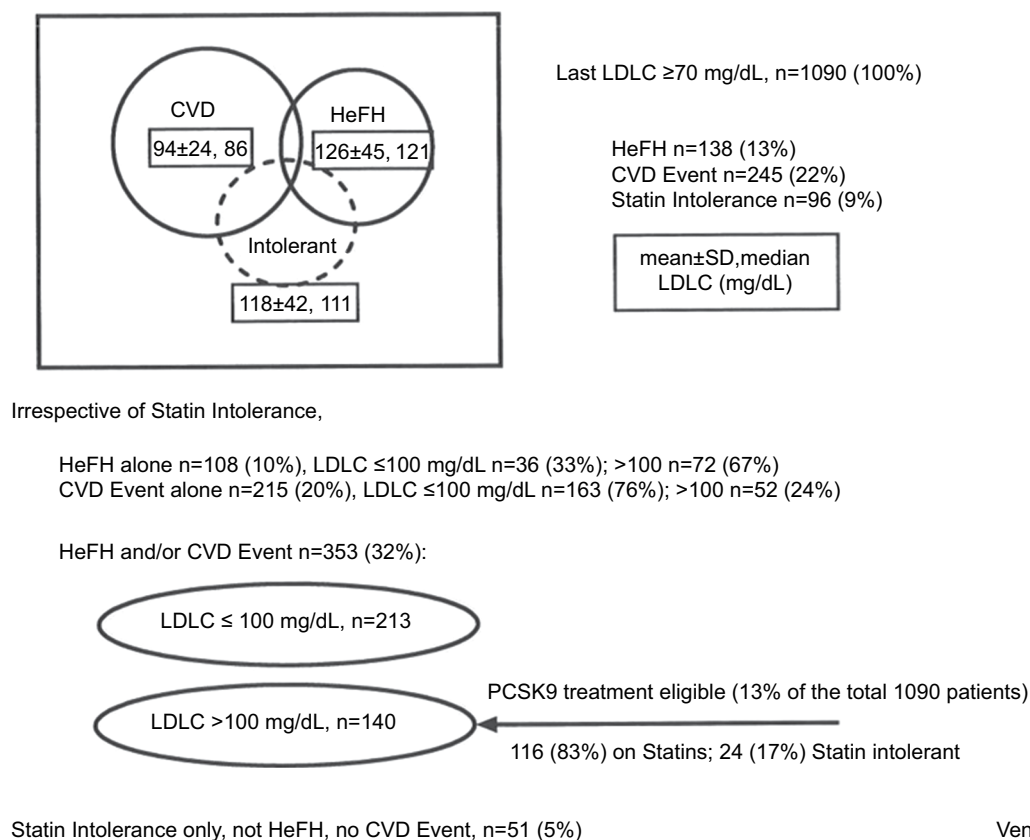 CVD
94±24, 86
HeFH
126±45, 121
Intolerant
118±42, 111
Last LDLC ≥70 mg/dL, n=1090 (100%)
HeFH n=138 (13%)
CVD Event n=245 (22%)
Statin Intolerance n=96 (9%)
mean±SD,median
LDLC (mg/dL)
Irrespective of Statin Intolerance,
HeFH alone n=108 (10%), LDLC ≤100 mg/dL n=36 (33%); >100 n=72 (67%)
CVD Event alone n=215 (20%), LDLC ≤100 mg/dL n=163 (76%); >100 n=52 (24%)
HeFH and/or CVD Event n=353 (32%):
LDLC ≤ 100 mg/dL, n=213
LDLC >100 mg/dL, n=140
PCSK9 treatment eligible (13% of the total 1090 patients)
116 (83%) on Statins; 24 (17%) Statin intolerant
Statin Intolerance only, not HeFH, no CVD Event, n=51 (5%)
Ven